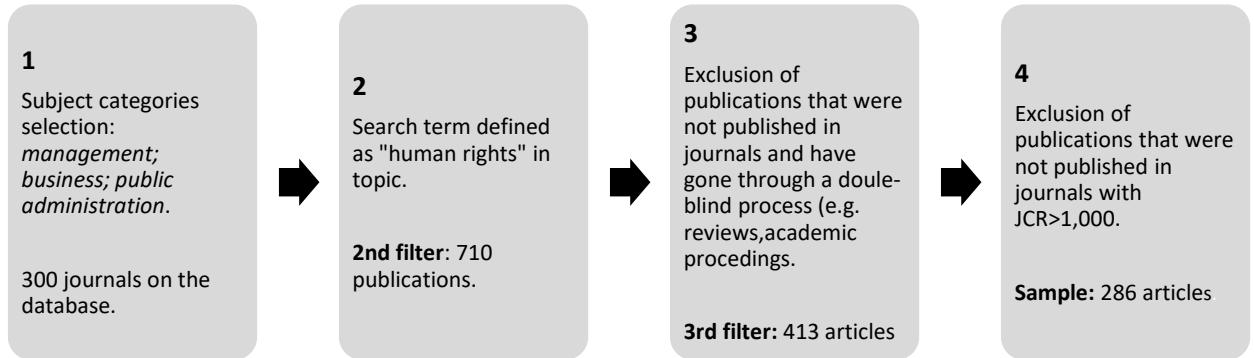 1
Subject categories
selection:
management;
business; public
administration.
300 journals on the
database.
2
Search term defined
as "human rights" in
topic.
2nd filter: 710
publications.
3
Exclusion of
publications that were
not published in
journals and have
gone through a doule-
blind process (e.g.
reviews,academic
procedings.
3rd filter: 413 articles
4
Exclusion of
publications that were
not published in
journals with
JCR>1,000.
Sample: 286 articles